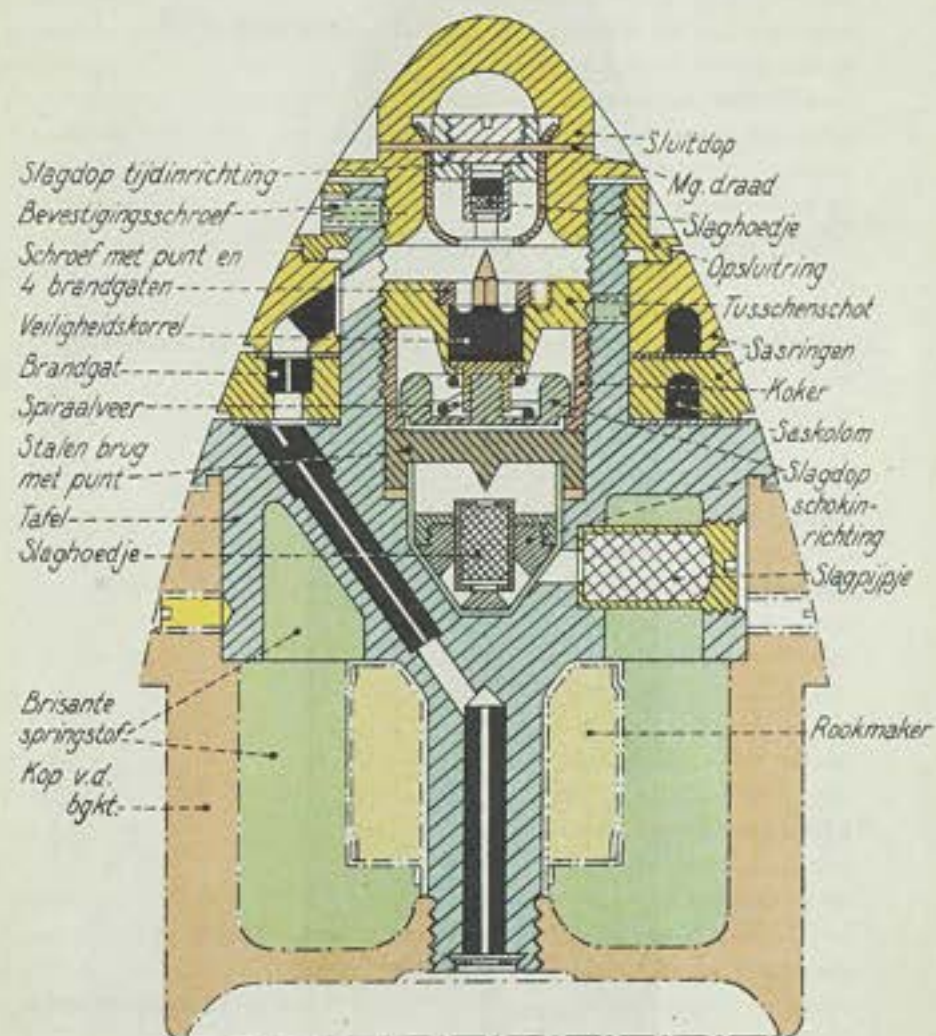 Slagdop tijdinrichting
Bevestigingsschroef
Schroef met punt en
4 brandgaten
Veiligheidskorrel
Brandgat
Spiraalveer
Stalen brug
met punt
Tafel
Slaghoedje
Brisante
springstof
Kop v.d.
bgkt.
Sluitdop
Mg. draad
Slaghoedje
Opsluitring
Tusschenschot
Sasringen
Koker
Saskolom
Slagdop
schokin-
richting
Slagpijpje
Rookmaker